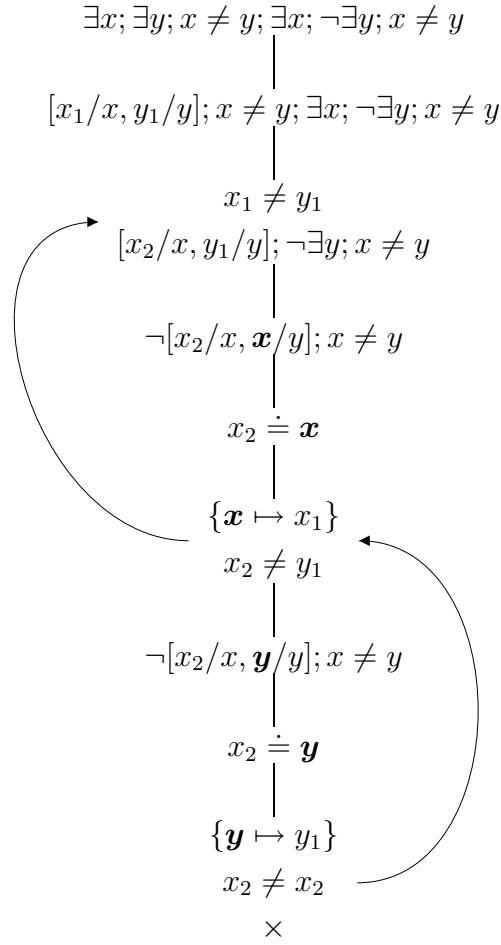 ∃x; ∃y; x ≠ y; ∃x; ¬∃y; x ≠ y
[x₁/x, y₁/y]; x ≠ y; ∃x; ¬∃y; x ≠ y
x₁ ≠ y₁
[x₂/x, y₁/y]; ¬∃y; x ≠ y
¬[x₂/x, 𝒙/y]; x ≠ y
x₂ ≐ 𝒙
{𝒙 ↦ x₁}
x₂ ≠ y₁
¬[x₂/x, 𝒚/y]; x ≠ y
x₂ ≐ 𝒚
{𝒚 ↦ y₁}
x₂ ≠ x₂
×